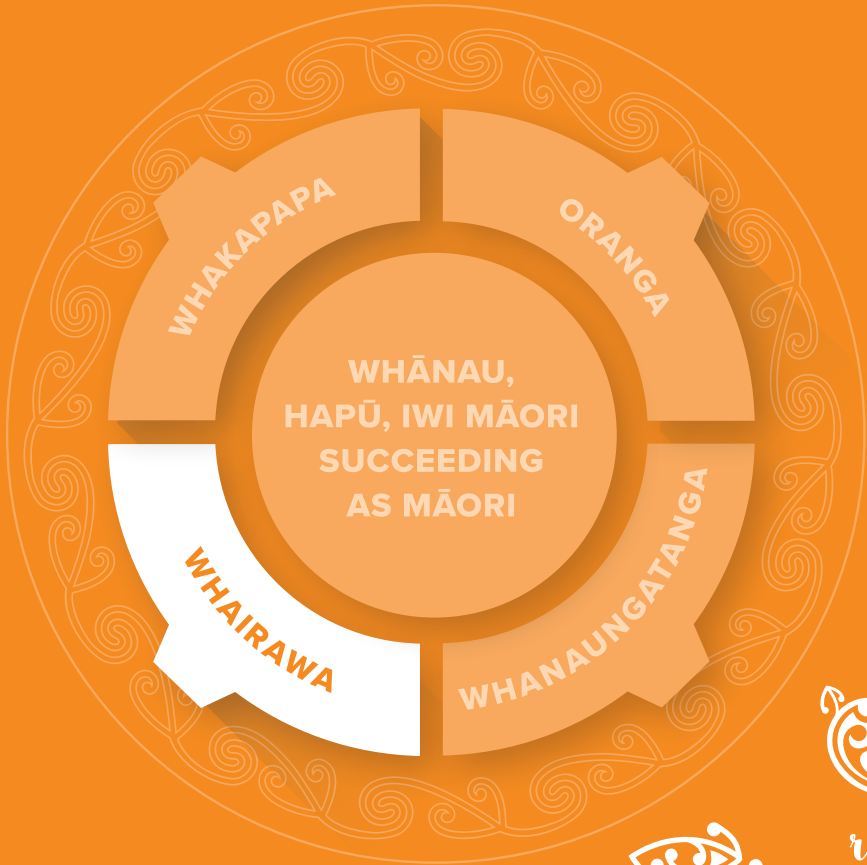 WHAKAPAPA
ORANGA
WHĀNAU,
HAPŪ, IWI MĀORI
SUCCEEDING
AS MĀORI
WHAIRAWA
WHANAUNGATANGA